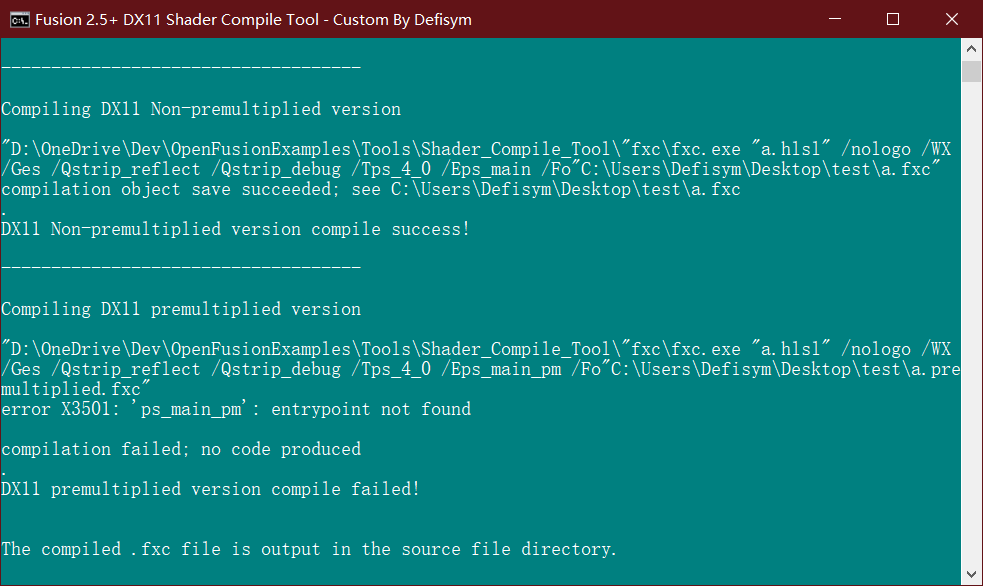 Fusion 2.5+ DX11 Shader Compile Tool - Custom By Defisym
------------------------------------
Compiling DX11 Non-premultiplied version
"D:\OneDrive\Dev\OpenFusionExamples\Tools\Shader_Compile_Tool\"fxc\fxc.exe "a.hlsl" /nologo /WX
/Ges /Qstrip_reflect /Qstrip_debug /Tps_4_0 /Eps_main /Fo"C:\Users\Defisym\Desktop\test\a.fxc"
compilation object save succeeded; see C:\Users\Defisym\Desktop\test\a.fxc
.
DX11 Non-premultiplied version compile success!
------------------------------------
Compiling DX11 premultiplied version
"D:\OneDrive\Dev\OpenFusionExamples\Tools\Shader_Compile_Tool\"fxc\fxc.exe "a.hlsl" /nologo /WX
/Ges /Qstrip_reflect /Qstrip_debug /Tps_4_0 /Eps_main_pm /Fo"C:\Users\Defisym\Desktop\test\a.pre
multiplied.fxc"
error X3501: 'ps_main_pm': entrypoint not found
compilation failed; no code produced
.
DX11 premultiplied version compile failed!
The compiled .fxc file is output in the source file directory.